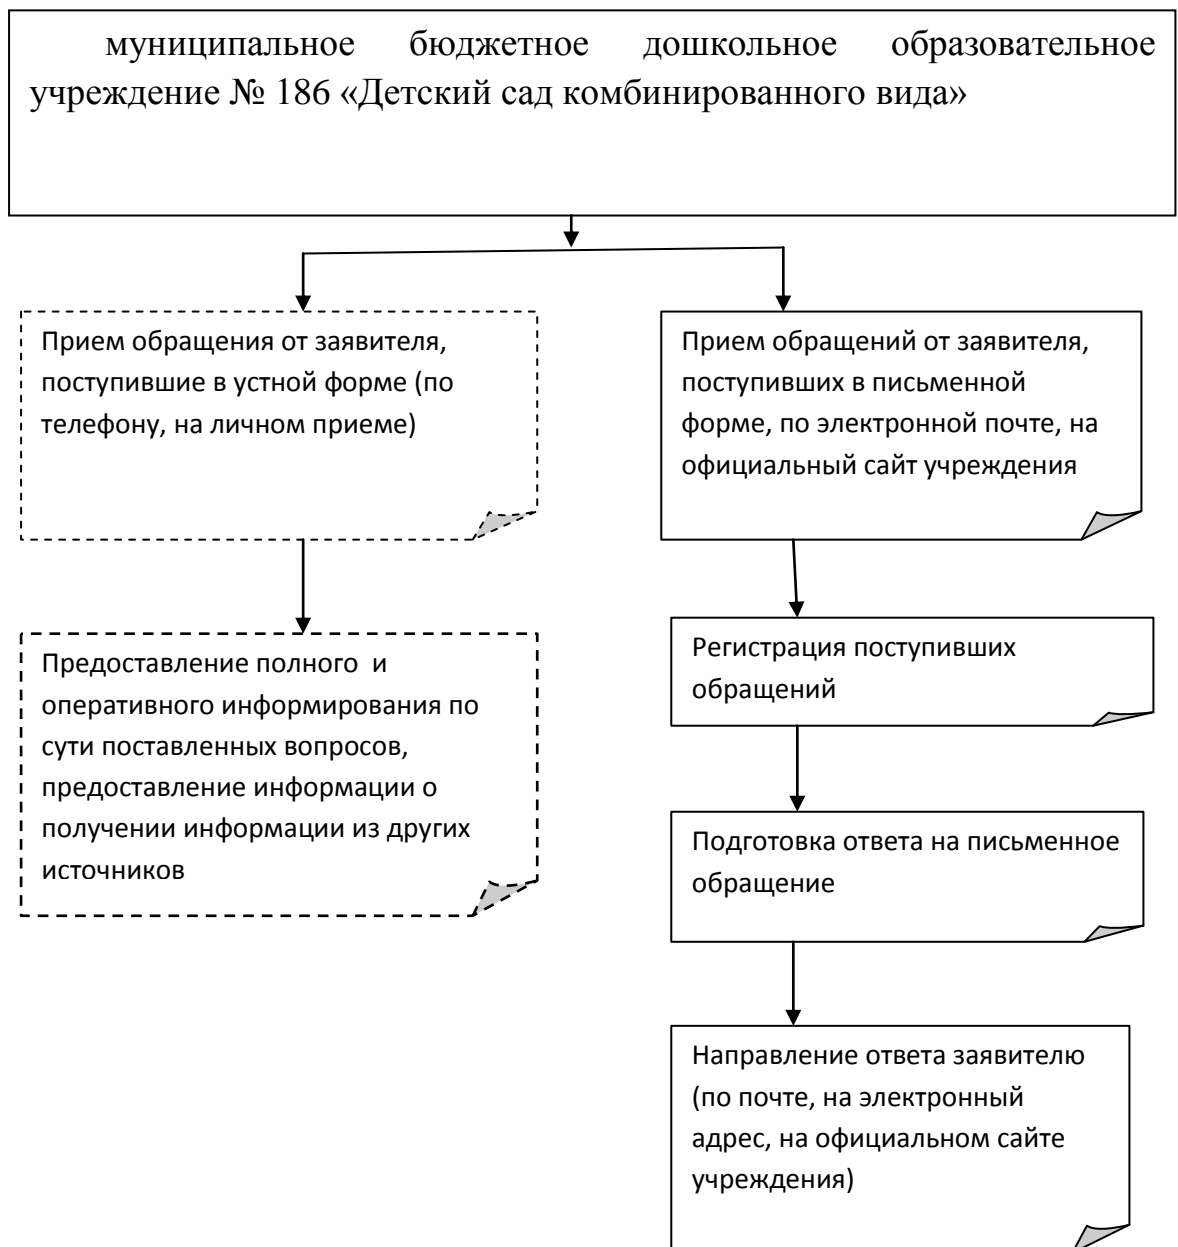 муниципальное бюджетное дошкольное образовательное
учреждение № 186 «Детский сад комбинированного вида»
Прием обращения от заявителя,
поступившие в устной форме (по
телефону, на личном приеме)
Предоставление полного и
оперативного информирования по
сути поставленных вопросов,
предоставление информации о
получении информации из других
источников
Прием обращений от заявителя,
поступивших в письменной
форме, по электронной почте, на
официальный сайт учреждения
Регистрация поступивших
обращений
Подготовка ответа на письменное
обращение
Направление ответа заявителю
(по почте, на электронный
адрес, на официальном сайте
учреждения)